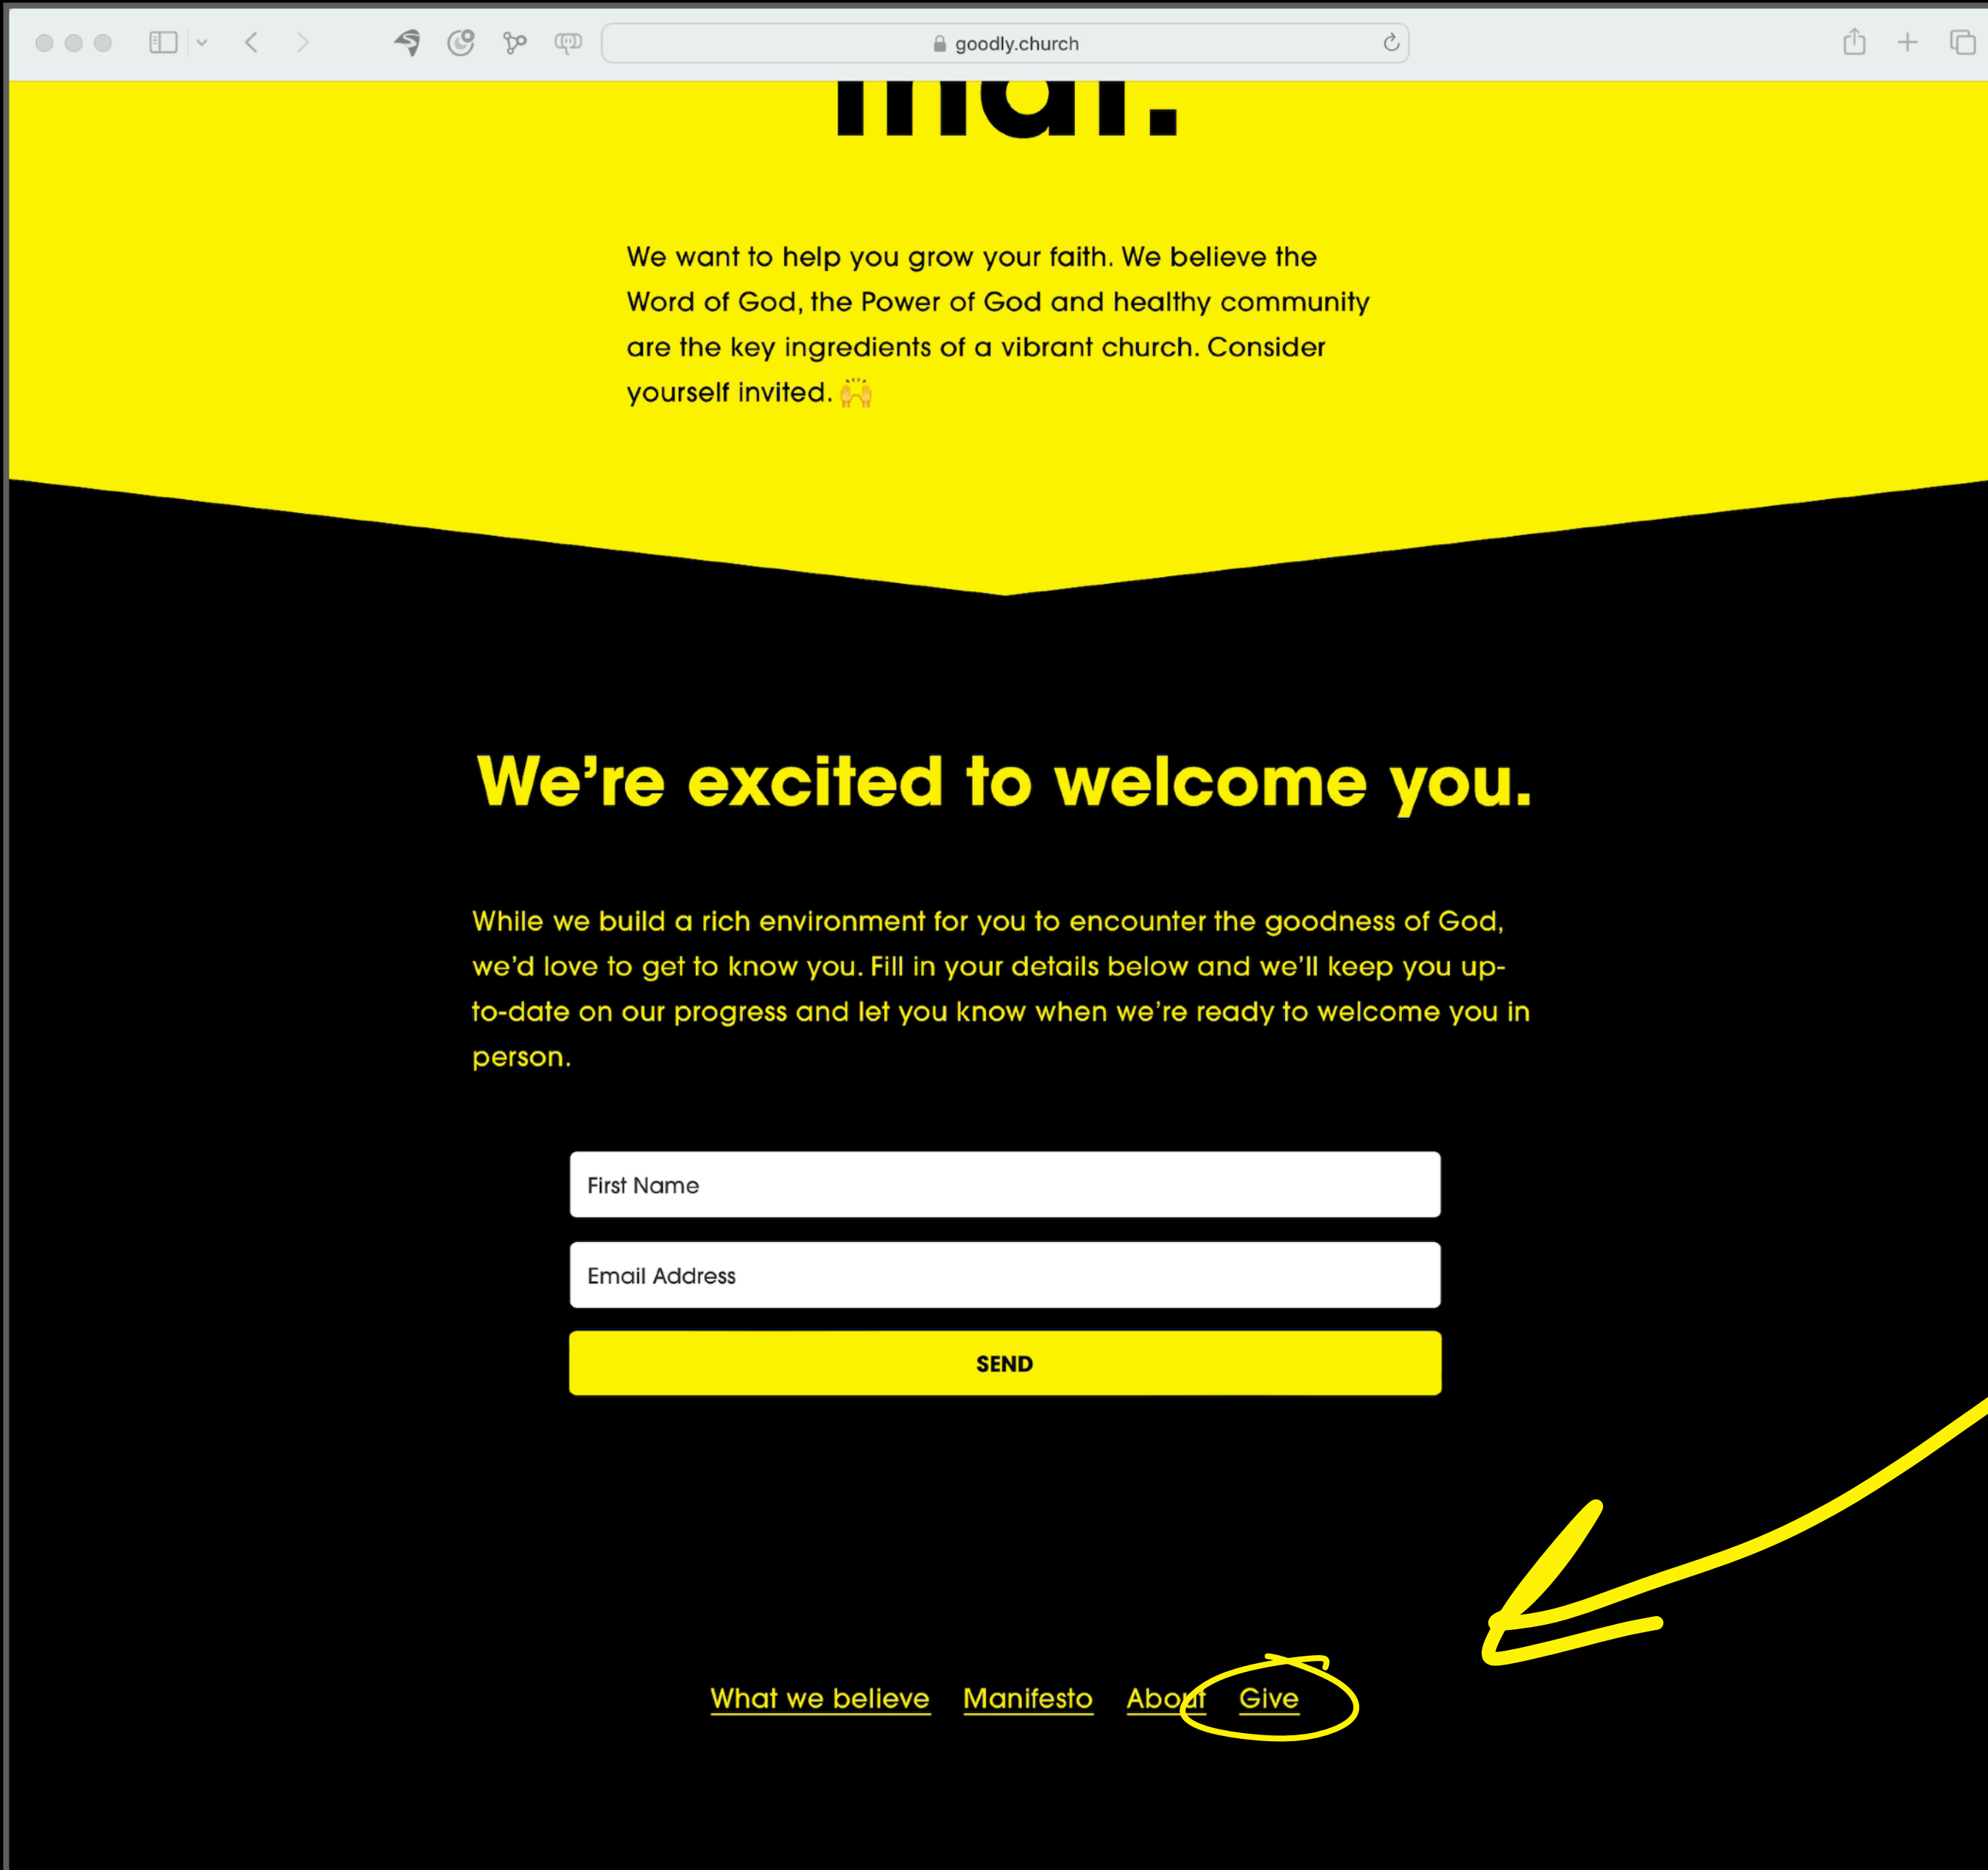 goodly.church
We want to help you grow your faith. We believe the
Word of God, the Power of God and healthy community
are the key ingredients of a vibrant church. Consider
yourself invited. 🙌
We’re excited to welcome you.
While we build a rich environment for you to encounter the goodness of God,
we’d love to get to know you. Fill in your details below and we’ll keep you up-
to-date on our progress and let you know when we’re ready to welcome you in
person.
First Name
Email Address
SEND
What we believe Manifesto About Give